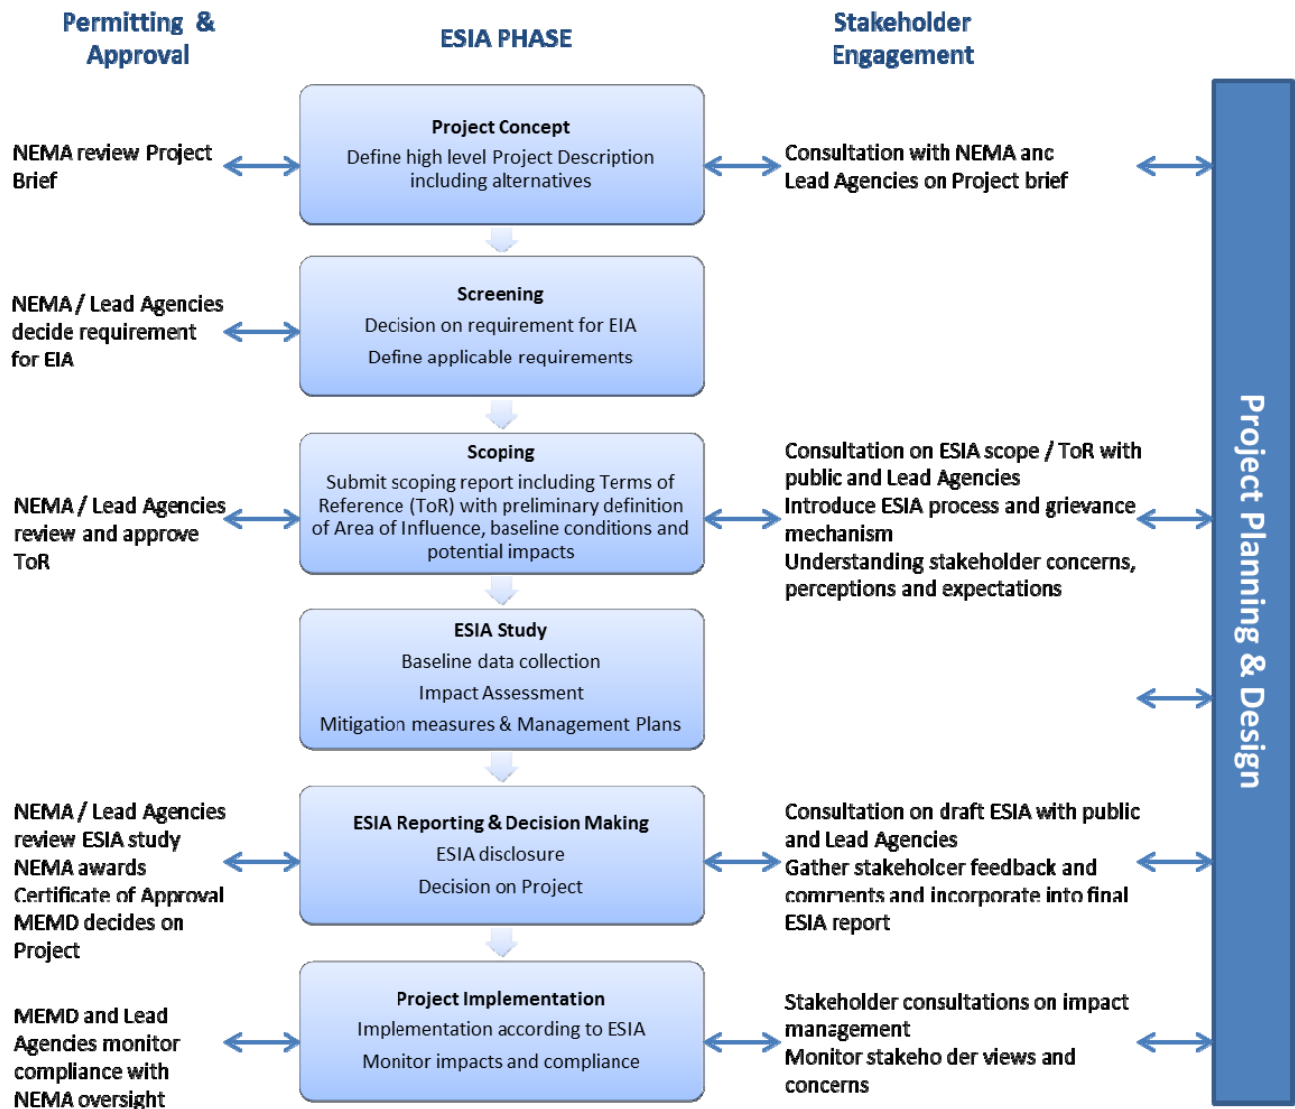 Permitting &
Approval
ESIA PHASE
Stakeholder
Engagement
Project Concept
Define high level Project Description
including alternatives
NEMA review Project
Brief
Consultation with NEMA anc
Lead Agencies on Project brief
Screening
Decision on requirement for EIA
Define applicable requirements
NEMA / Lead Agencies
decide requirement
for EIA
Scoping
Submit scoping report including Terms of
Reference (ToR) with preliminary definition
of Area of Influence, baseline conditions and
potential impacts
NEMA / Lead Agencies
review and approve
ToR
Consultation on ESIA scope / ToR with
public and Lead Agencies
Introduce ESIA process and grievance
mechanism
Understanding stakeholder concerns,
perceptions and expectations
ESIA Study
Baseline data collection
Impact Assessment
Mitigation measures & Management Plans
NEMA / Lead Agencies
review ESIA study
NEMA awards
Certificate of Approval
MEMD decides on
Project
ESIA Reporting & Decision Making
ESIA disclosure
Decision on Project
Consultation on draft ESIA with public
and Lead Agencies
Gather stakeholcer feedback and
comments and incorporate into final
ESIA report
Project Implementation
Implementation according to ESIA
Monitor impacts and compliance
MEMD and Lead
Agencies monitor
compliance with
NEMA oversight
Stakeholder consultations on impact
management
Monitor stakeho der views and
concerns
Project Planning & Design